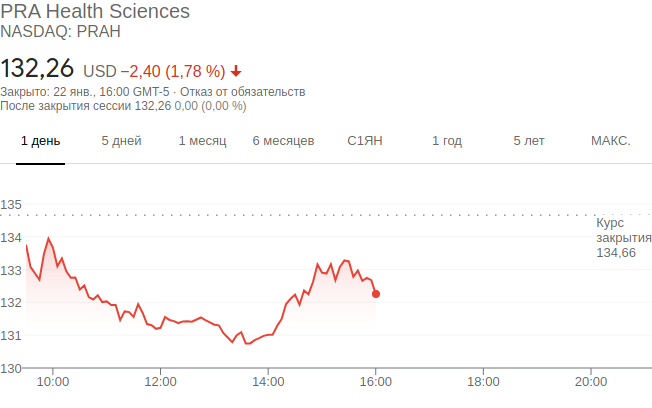 PRA Health Sciences
NASDAQ: PRAH
132,26 USD −2,40 (1,78 %)
Закрыто: 22 янв., 16:00 GMT-5 · Отказ от обязательств
После закрытия сессии 132,26 0,00 (0,00 %)
1 день 5 дней 1 месяц 6 месяцев С1ЯН 1 год 5 лет МАКС.
135
Курс
134 закрытия
134,66
133
132
131
130
10:00 12:00 14:00 16:00 18:00 20:00